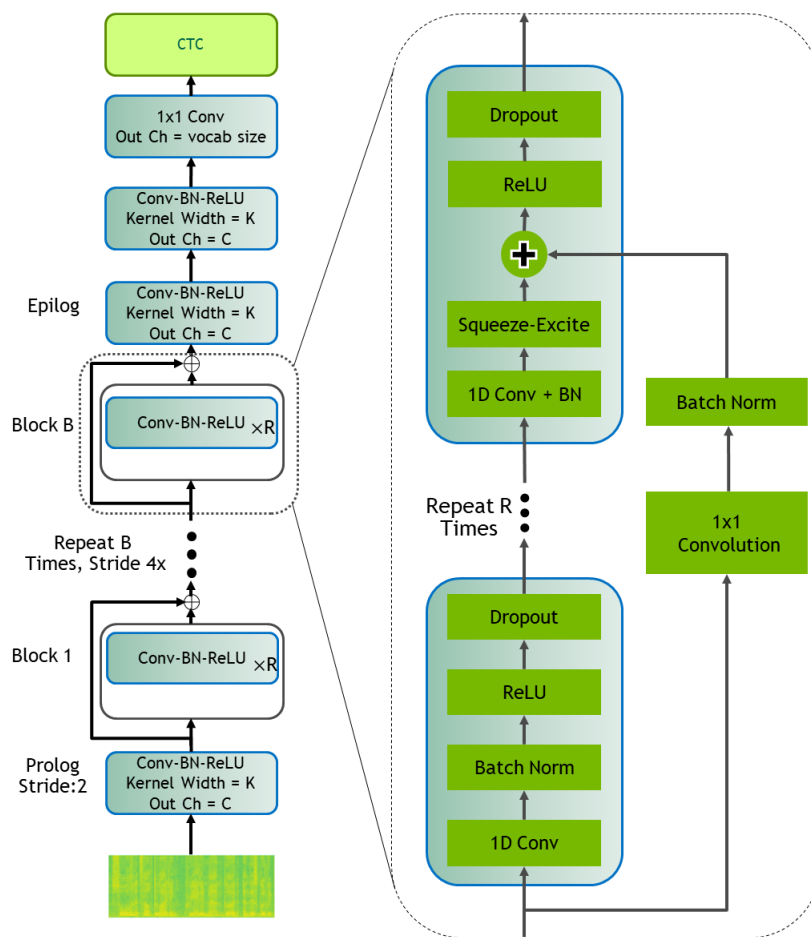 CTC
1x1 Conv
Out Ch = vocab size
Conv-BN-ReLU
Kernel Width = K
Out Ch = C
Epilog
Conv-BN-ReLU
Kernel Width = K
Out Ch = C
Block B
Conv-BN-ReLU ×R
Repeat B
Times, Stride 4x
Block 1
Conv-BN-ReLU ×R
Prolog
Stride:2
Conv-BN-ReLU
Kernel Width = K
Out Ch = C
Dropout
ReLU
+
Squeeze-Excite
1D Conv + BN
Batch Norm
Repeat R
Times
1x1
Convolution
Dropout
ReLU
Batch Norm
1D Conv